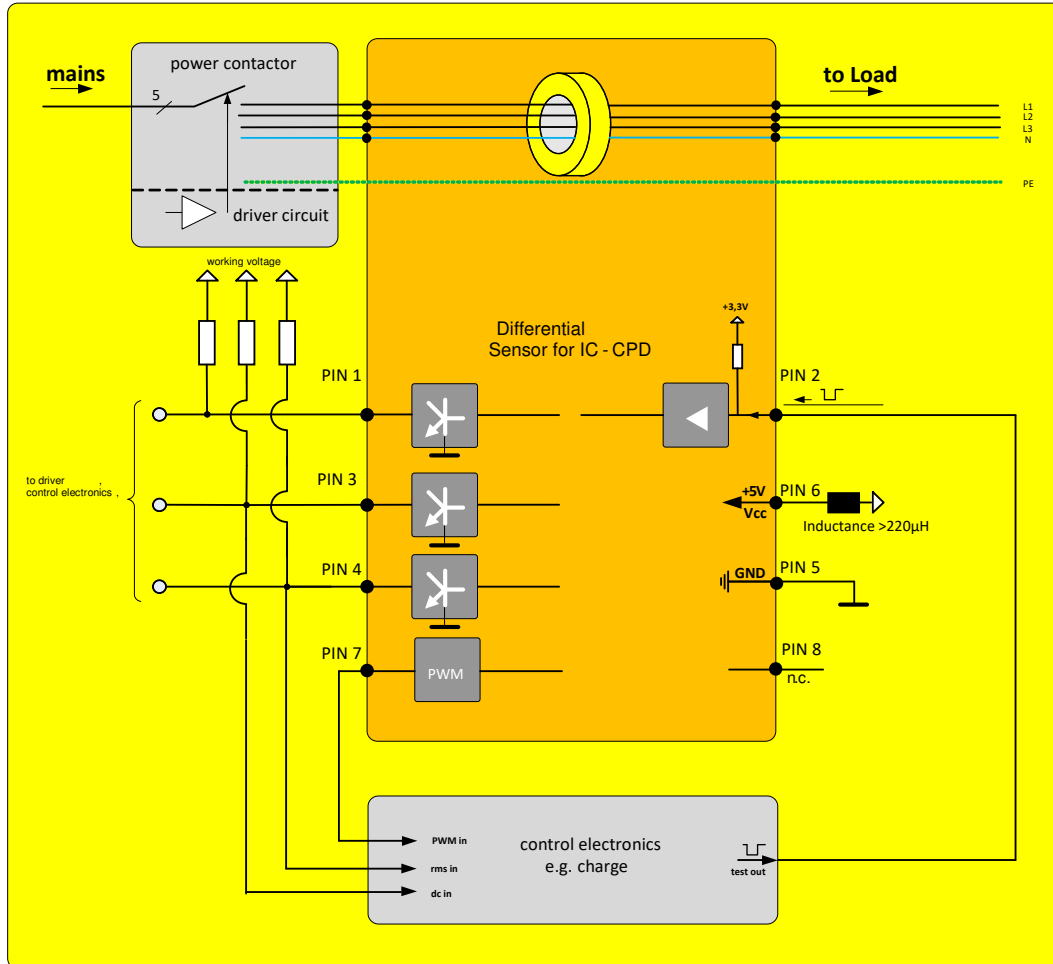 power contactor
mains
5
to Load
L1
L2
L3
N
PE
driver circuit
working voltage
+3,3V
Differential
Sensor for IC - CPD
PIN 1
PIN 2
to driver ,
control electronics ,
PIN 3
+5V
PIN 6
Vcc
Inductance >220µH
PIN 4
GND
PIN 5
PIN 7
PWM
PIN 8
n.c.
PWM in
control electronics
rms in
e.g. charge
test out
dc in